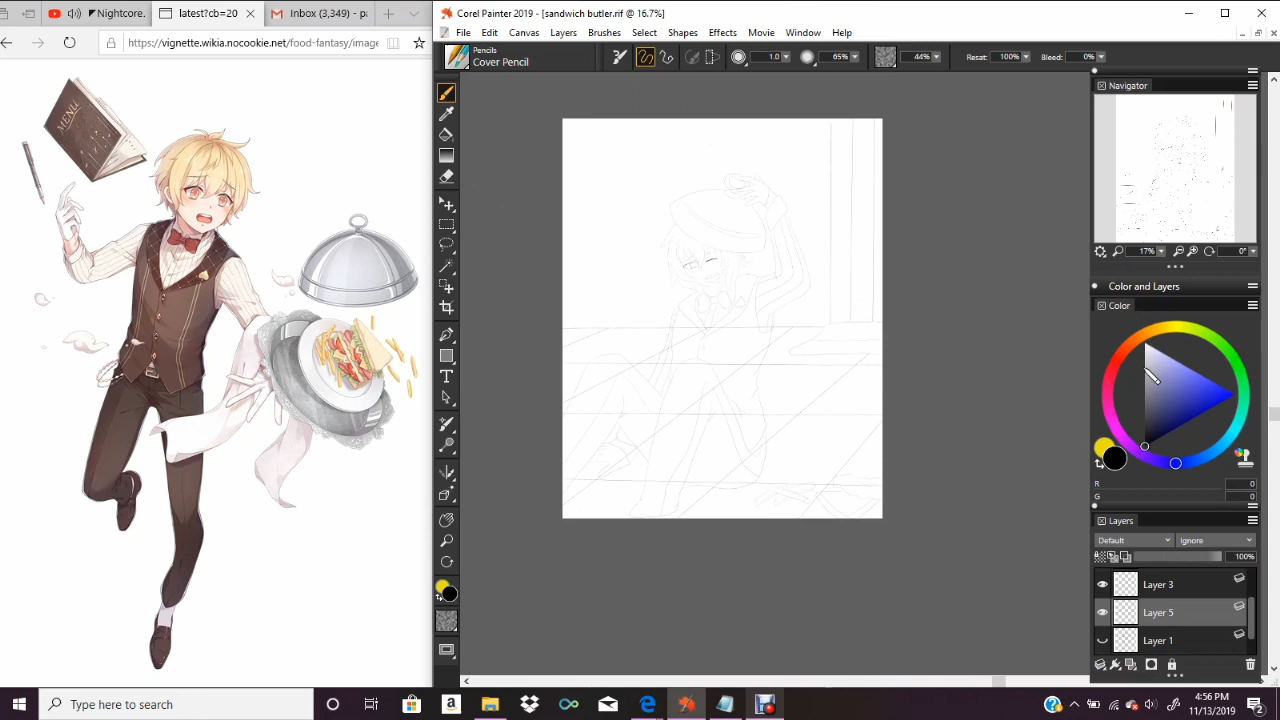 Nightcore.
latest?cb=20
Inbox (3,349) - pa
https://vignette.wikia.nocookie.net/food-fantasy/image
MENU
Corel Painter 2019 - [sandwich butler.rif @ 16.7%]
File Edit Canvas Layers Brushes Select Shapes Effects Movie Window Help
Pencils
Cover Pencil
1.0
65%
44%
Resat: 100%
Bleed: 0%
Navigator
17%
0°
Color and Layers
Color
R 0
G 0
Layers
Default
Ignore
100%
Layer 3
Layer 5
Layer 1
Type here to search
4:56 PM
11/13/2019
2